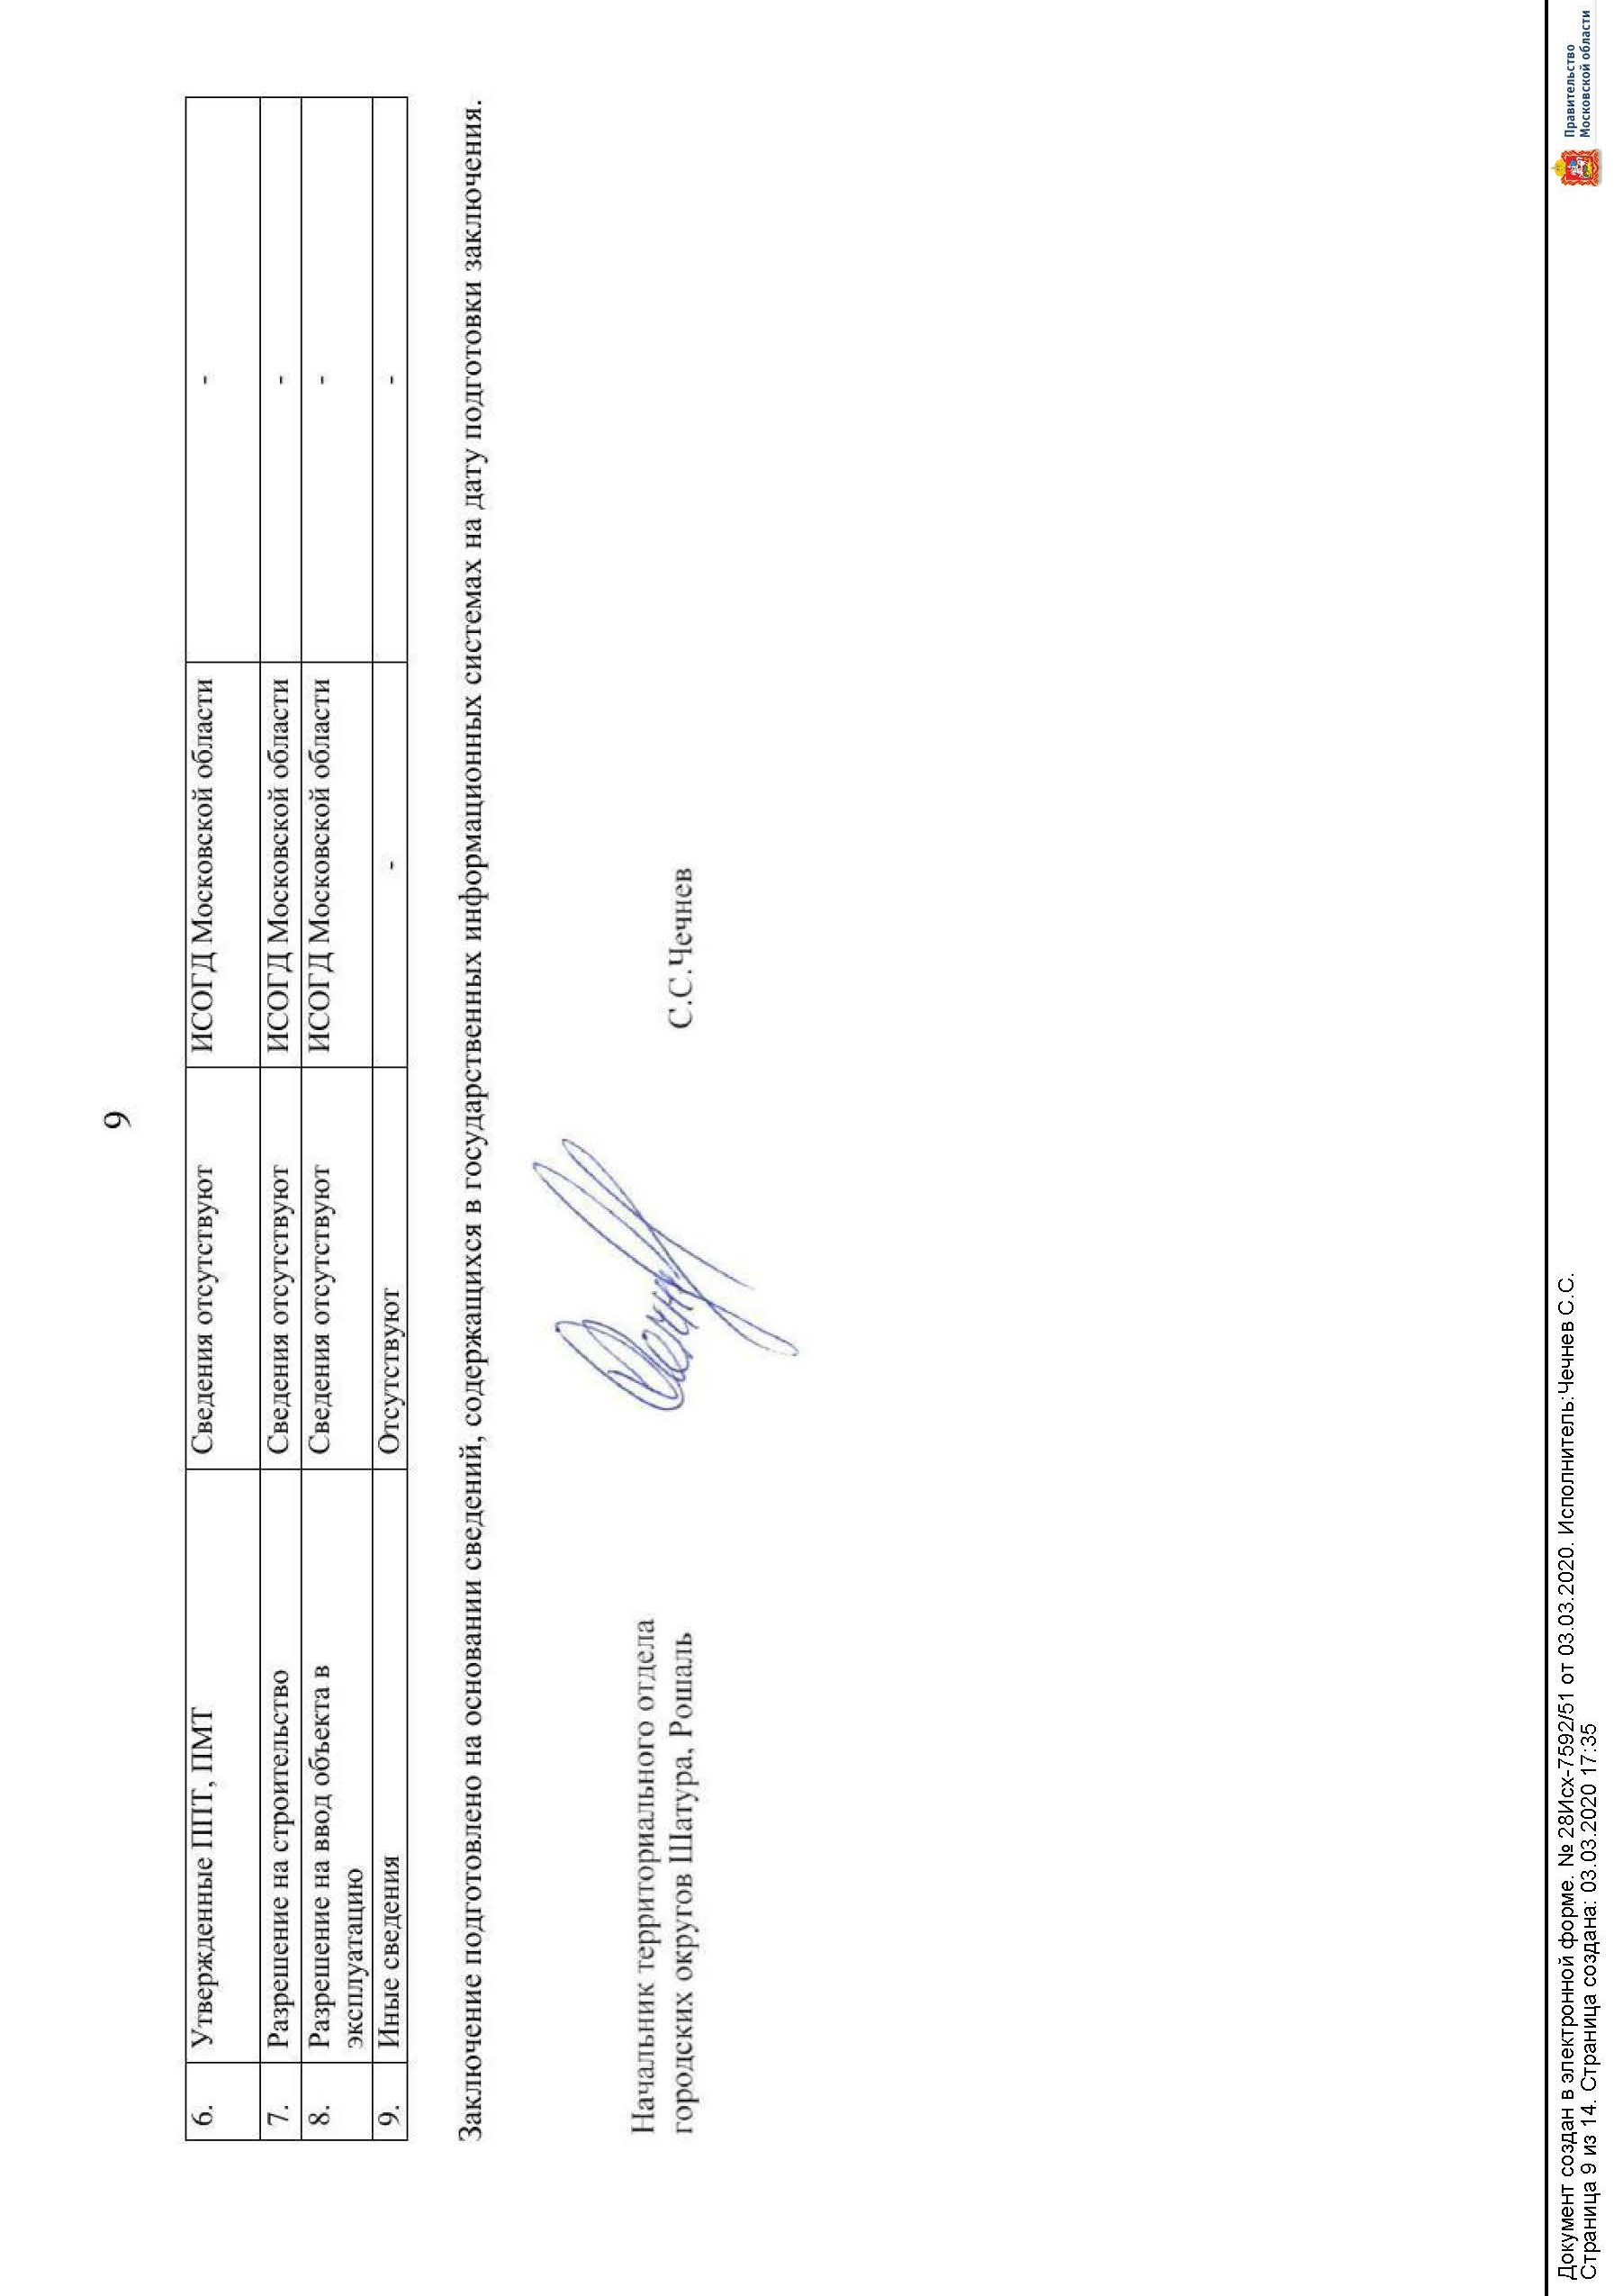 9
6. Утвержденные ППТ, ПМТ Сведения отсутствуют ИСОГД Московской области -
7. Разрешение на строительство Сведения отсутствуют ИСОГД Московской области -
8. Разрешение на ввод объекта в Сведения отсутствуют ИСОГД Московской области -
эксплуатацию
9. Иные сведения Отсутствуют - -
Заключение подготовлено на основании сведений, содержащихся в государственных информационных системах на дату подготовки заключения.
Начальник территориального отдела
городских округов Шатура, Рошаль С.С.Чечнев
Документ создан в электронной форме. № 28Исх-7592/51 от 03.03.2020. Исполнитель:Чечнев С.С.
Страница 9 из 14. Страница создана: 03.03.2020 17:35
Правительство
Московской области